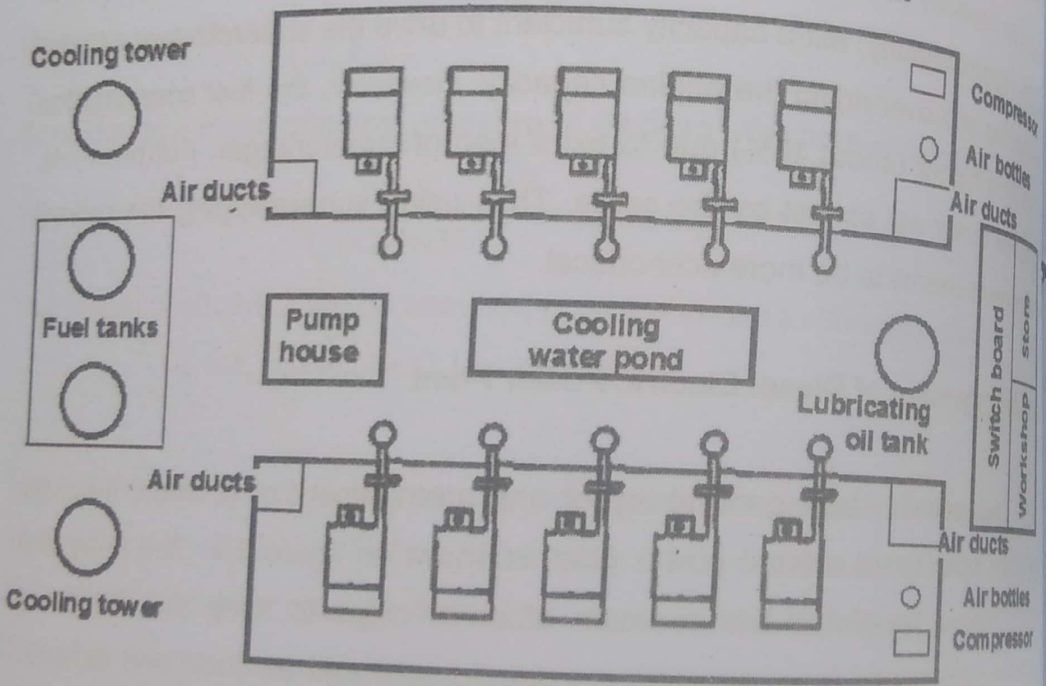 Cooling tower
Compressor
Air bottles
Air ducts
Air ducts
Fuel tanks
Pump
house
Cooling
water pond
Switch board
Workshop / Store
Lubricating
oil tank
Air ducts
Air ducts
Cooling tower
Air bottles
Compressor